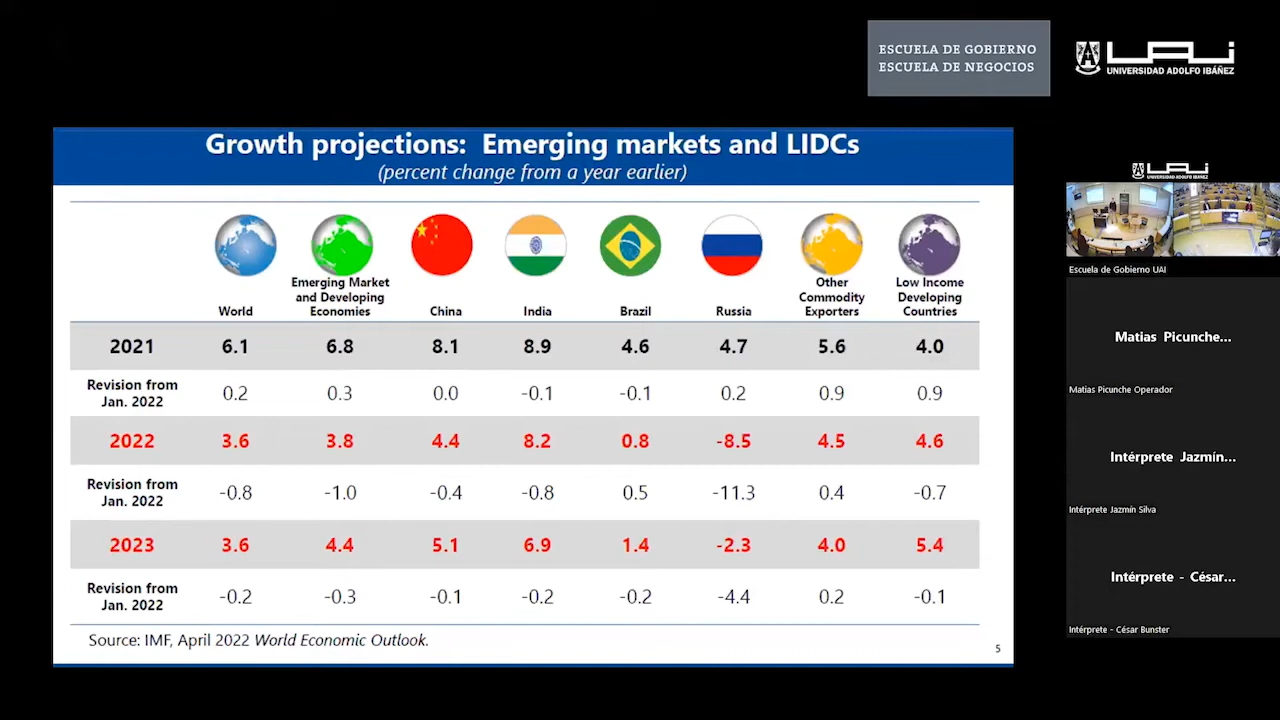 ESCUELA DE GOBIERNO
ESCUELA DE NEGOCIOS
UAI
UNIVERSIDAD ADOLFO IBÁÑEZ
Growth projections: Emerging markets and LIDCs
(percent change from a year earlier)
World
Emerging Market
and Developing
Economies
China
India
Brazil
Russia
Other
Commodity
Exporters
Low Income
Developing
Countries
2021 6.1 6.8 8.1 8.9 4.6 4.7 5.6 4.0
Revision from
Jan. 2022
0.2 0.3 0.0 -0.1 -0.1 0.2 0.9 0.9
2022 3.6 3.8 4.4 8.2 0.8 -8.5 4.5 4.6
Revision from
Jan. 2022
-0.8 -1.0 -0.4 -0.8 0.5 -11.3 0.4 -0.7
2023 3.6 4.4 5.1 6.9 1.4 -2.3 4.0 5.4
Revision from
Jan. 2022
-0.2 -0.3 -0.1 -0.2 -0.2 -4.4 0.2 -0.1
Source: IMF, April 2022 World Economic Outlook.
5
UAI
UNIVERSIDAD ADOLFO IBÁÑEZ
Escuela de Gobierno UAI
Matias Picunche...
Matias Picunche Operador
Intérprete Jazmín...
Intérprete Jazmín Silva
Intérprete - César...
Intérprete - César Bunster